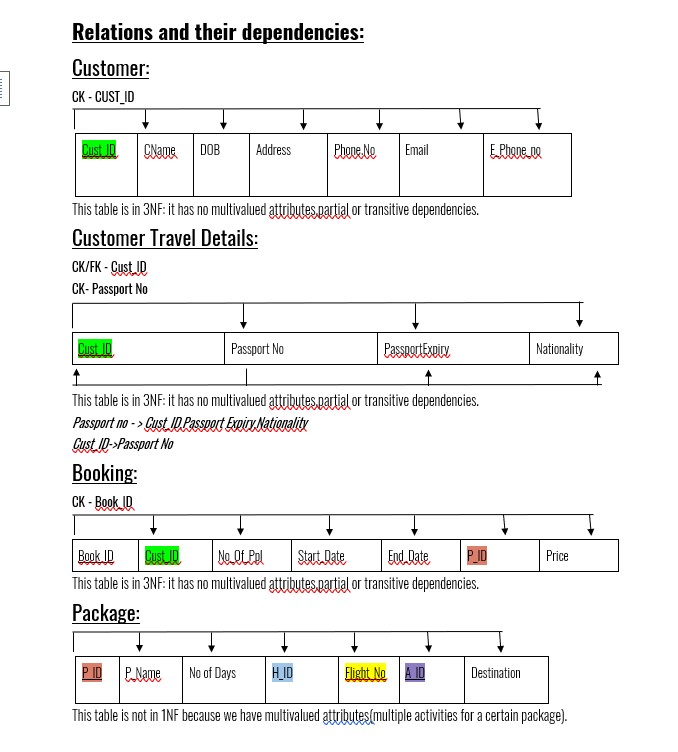 Relations and their dependencies:
Customer:
CK - CUST_ID
Cust_ID CName DOB Address Phone.No Email E_Phone_no
This table is in 3NF: it has no multivalued attributes,partial or transitive dependencies.
Customer Travel Details:
CK/FK - Cust_ID
CK- Passport No
Cust_ID Passport No PassportExpiry Nationality
This table is in 3NF: it has no multivalued attributes,partial or transitive dependencies.
Passport no - > Cust_ID,Passport Expiry,Nationality
Cust_ID->Passport No
Booking:
CK - Book_ID
Book_ID Cust_ID No_Of_Ppl Start_Date End_Date P_ID Price
This table is in 3NF: it has no multivalued attributes,partial or transitive dependencies.
Package:
P_ID P_Name No of Days H_ID Flight_No A_ID Destination
This table is not in 1NF because we have multivalued attributes(multiple activities for a certain package).